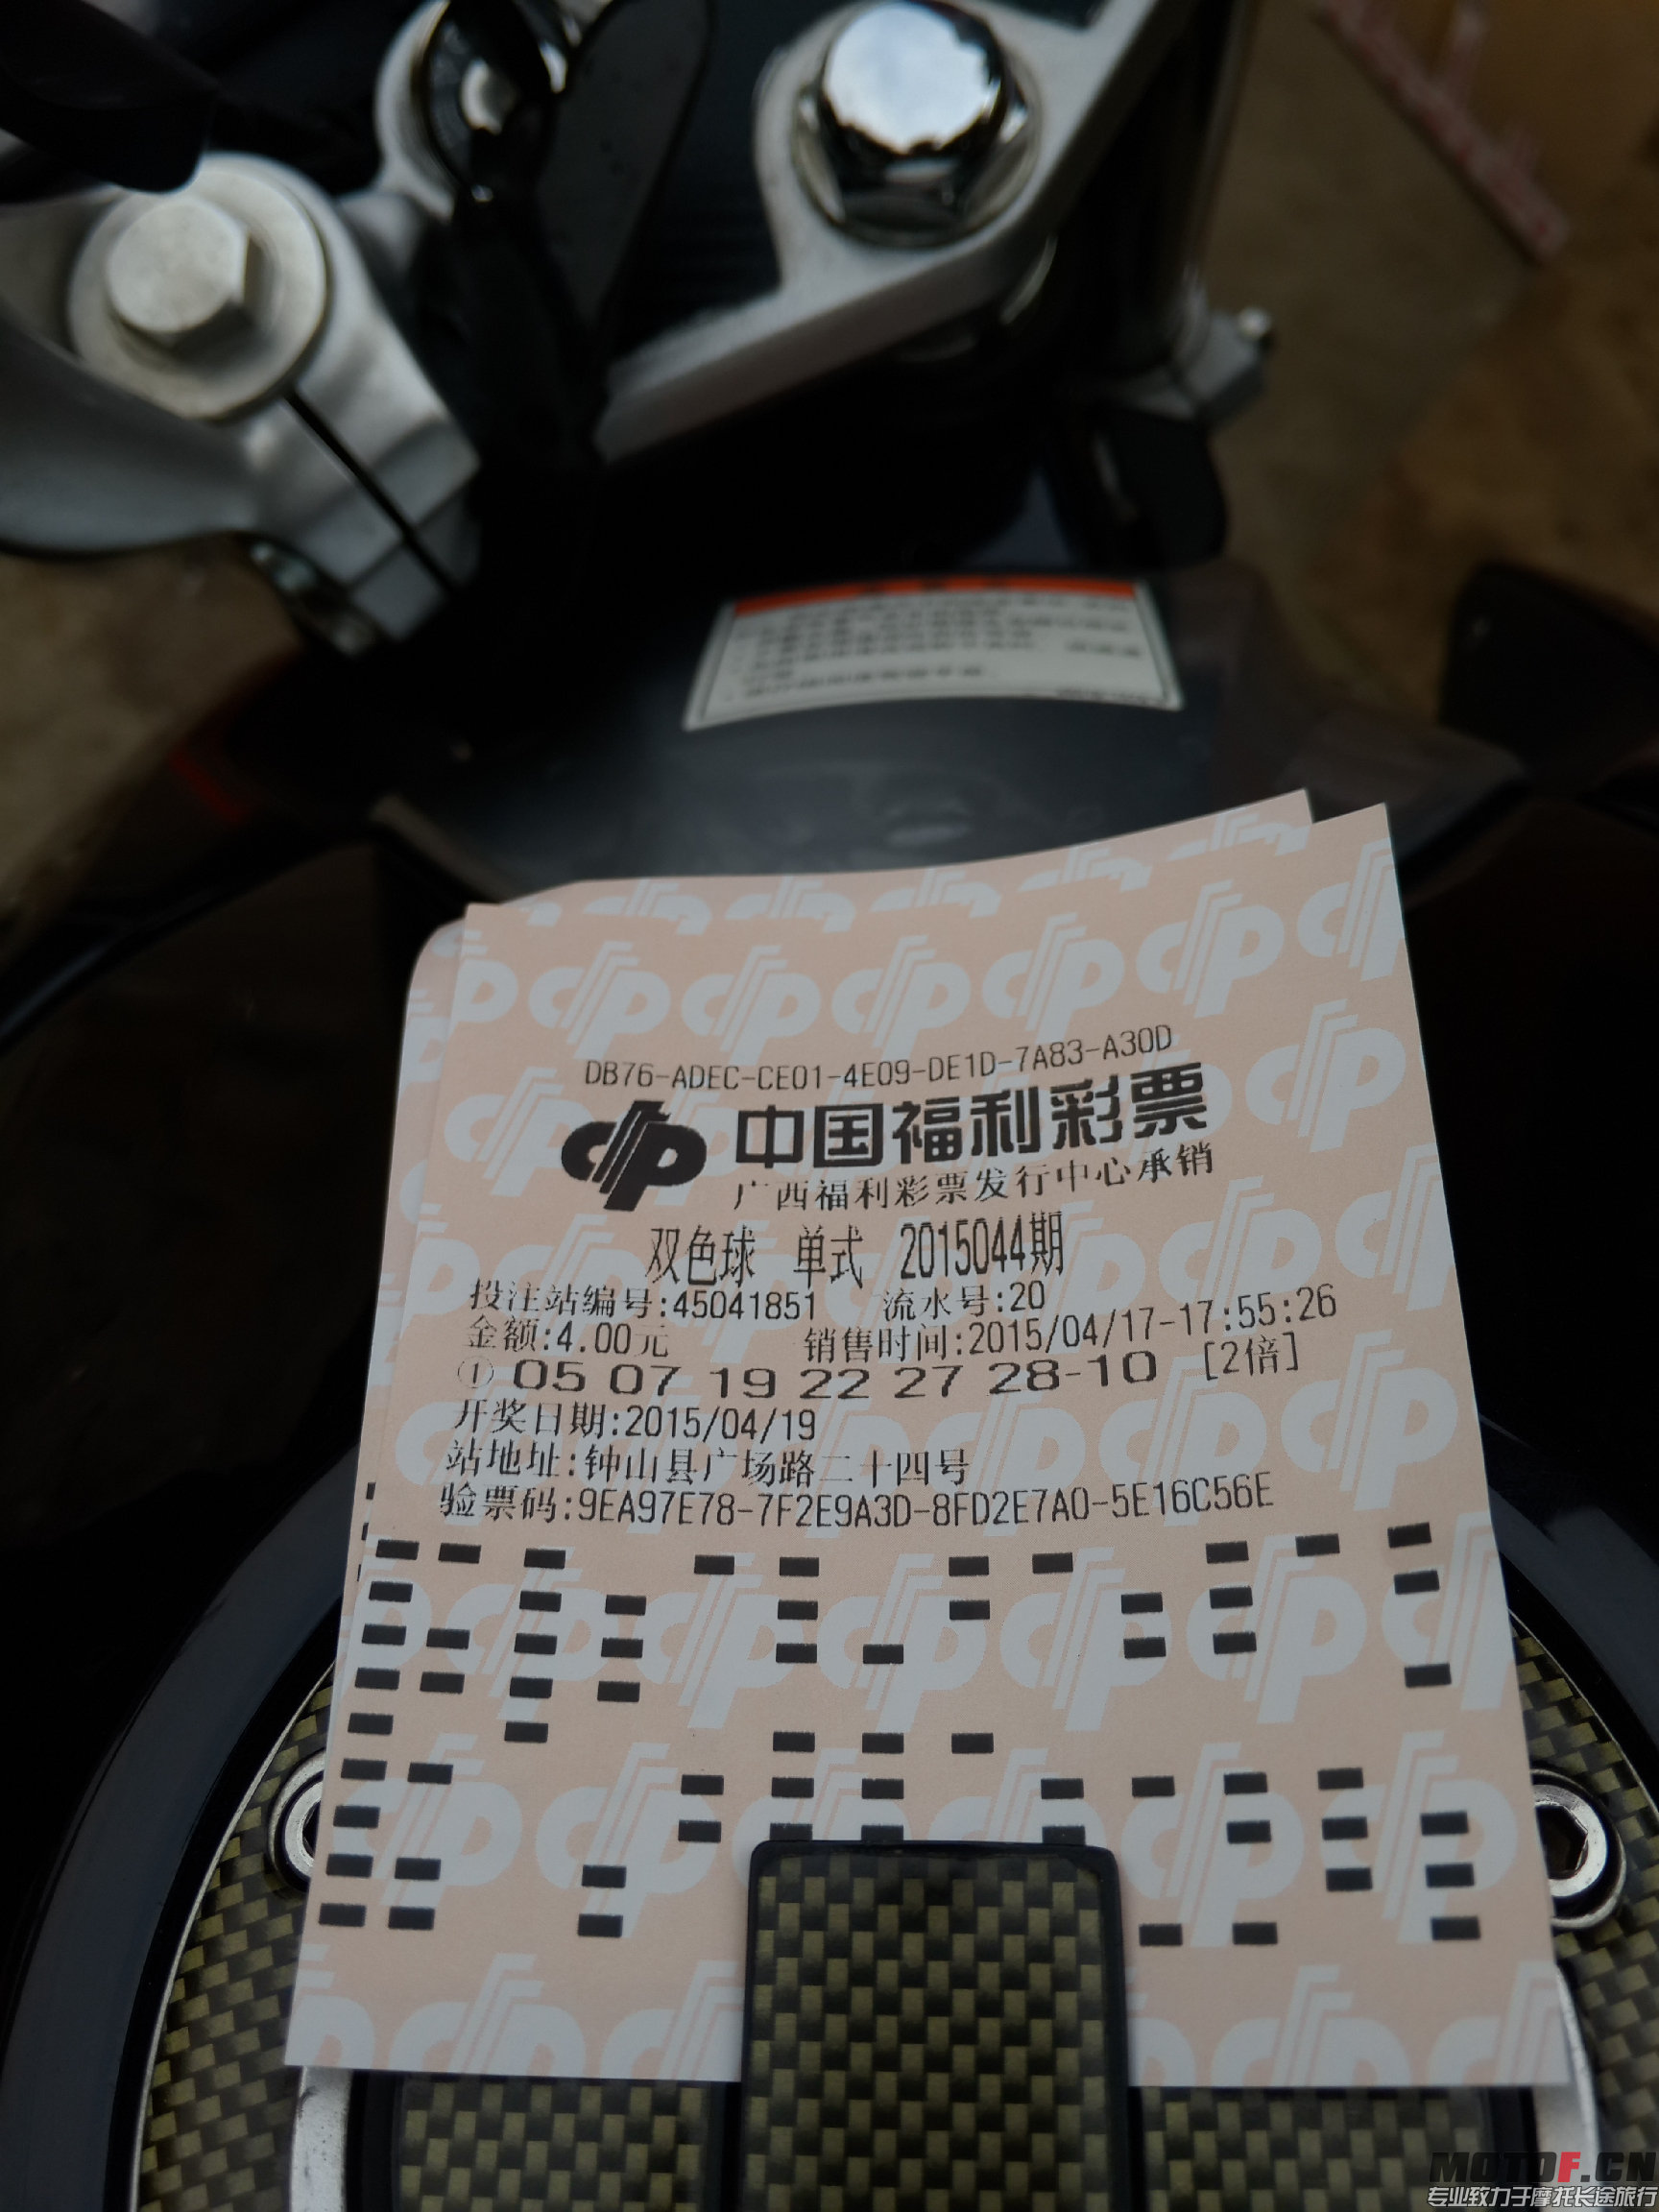 DB76-ADEC-CE01-4E09-DE1D-7A83-A30D
中国福利彩票
广西福利彩票发行中心承销
双色球 单式 2015044期
投注站编号:45041851 流水号:20
金额:4.00元 销售时间:2015/04/17-17:55:26
① 05 07 19 22 27 28-10 [2倍]
开奖日期:2015/04/19
站地址:钟山县广场路二十四号
验票码:9EA97E78-7F2E9A3D-8FD2E7A0-5E16C56E
MOTOF.CN
专业致力于摩托长途旅行